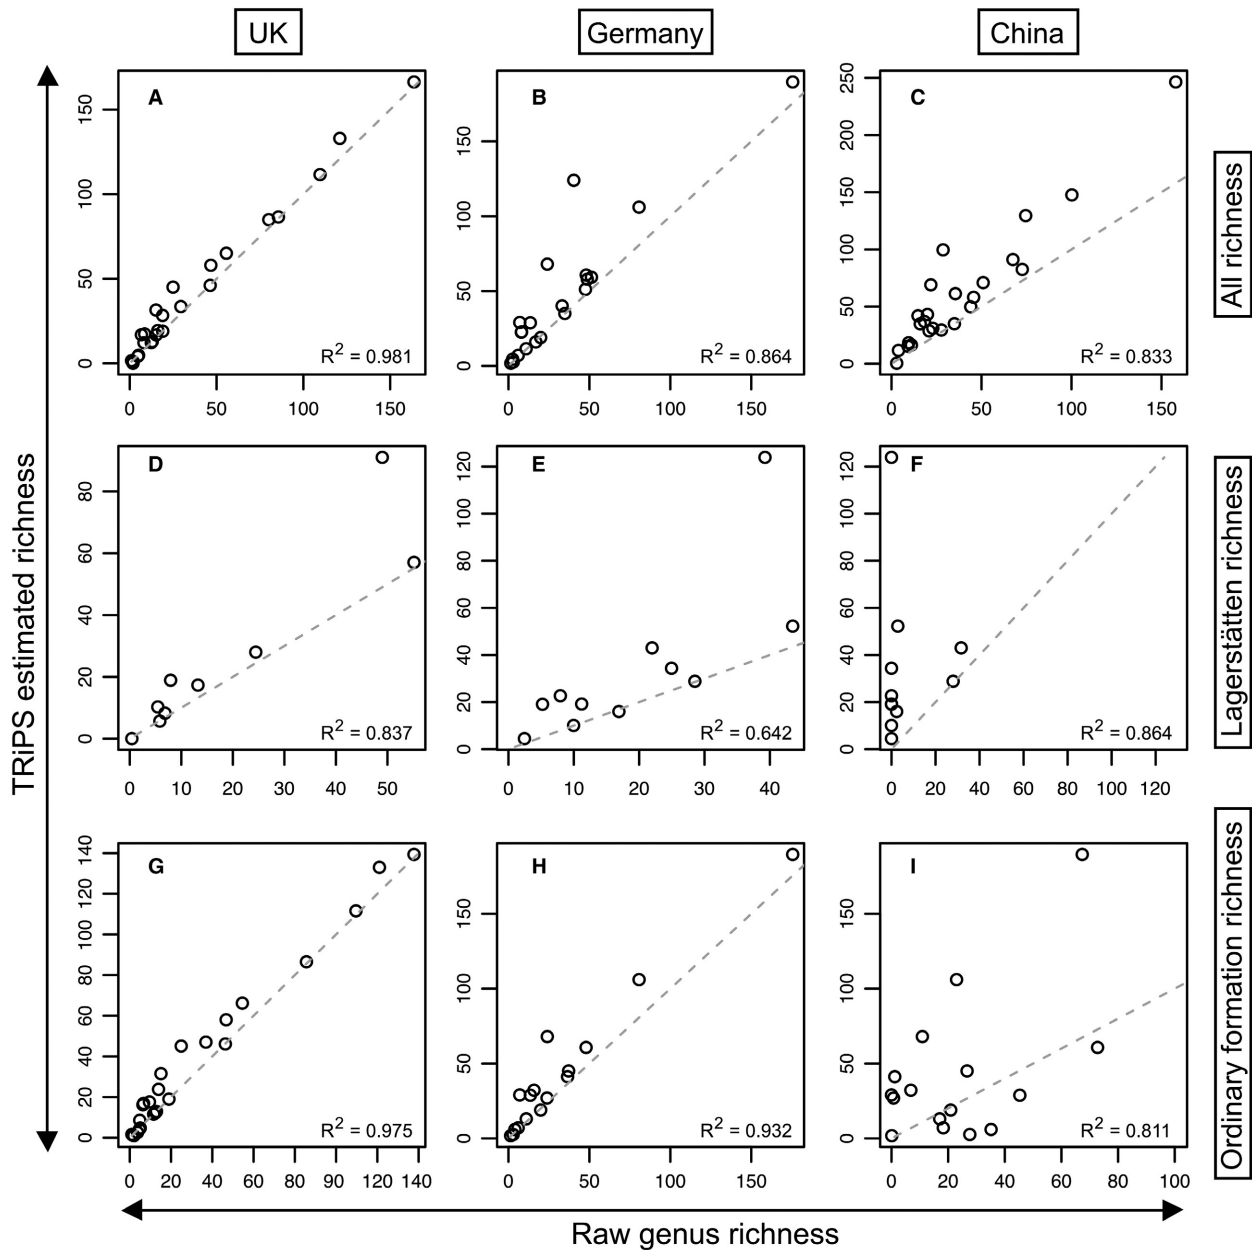 UK
Germany
China
TRiPS estimated richness
A
0 50 100 150
R² = 0.981
0 50 100 150
B
0 50 100 150
R² = 0.864
0 50 100 150
C
0 50 100 150 200 250
R² = 0.833
0 50 100 150
All richness
D
0 20 40 60 80
R² = 0.837
0 10 20 30 40 50
E
0 20 40 60 80 100 120
R² = 0.642
0 10 20 30 40
F
0 20 40 60 80 100 120
R² = 0.864
0 20 40 60 80 100 120
Lagerstätten richness
G
0 20 40 60 80 100 120 140
R² = 0.975
0 20 40 60 80 100 120 140
H
0 50 100 150
R² = 0.932
0 50 100 150
I
0 50 100 150
R² = 0.811
0 20 40 60 80 100
Ordinary formation richness
Raw genus richness